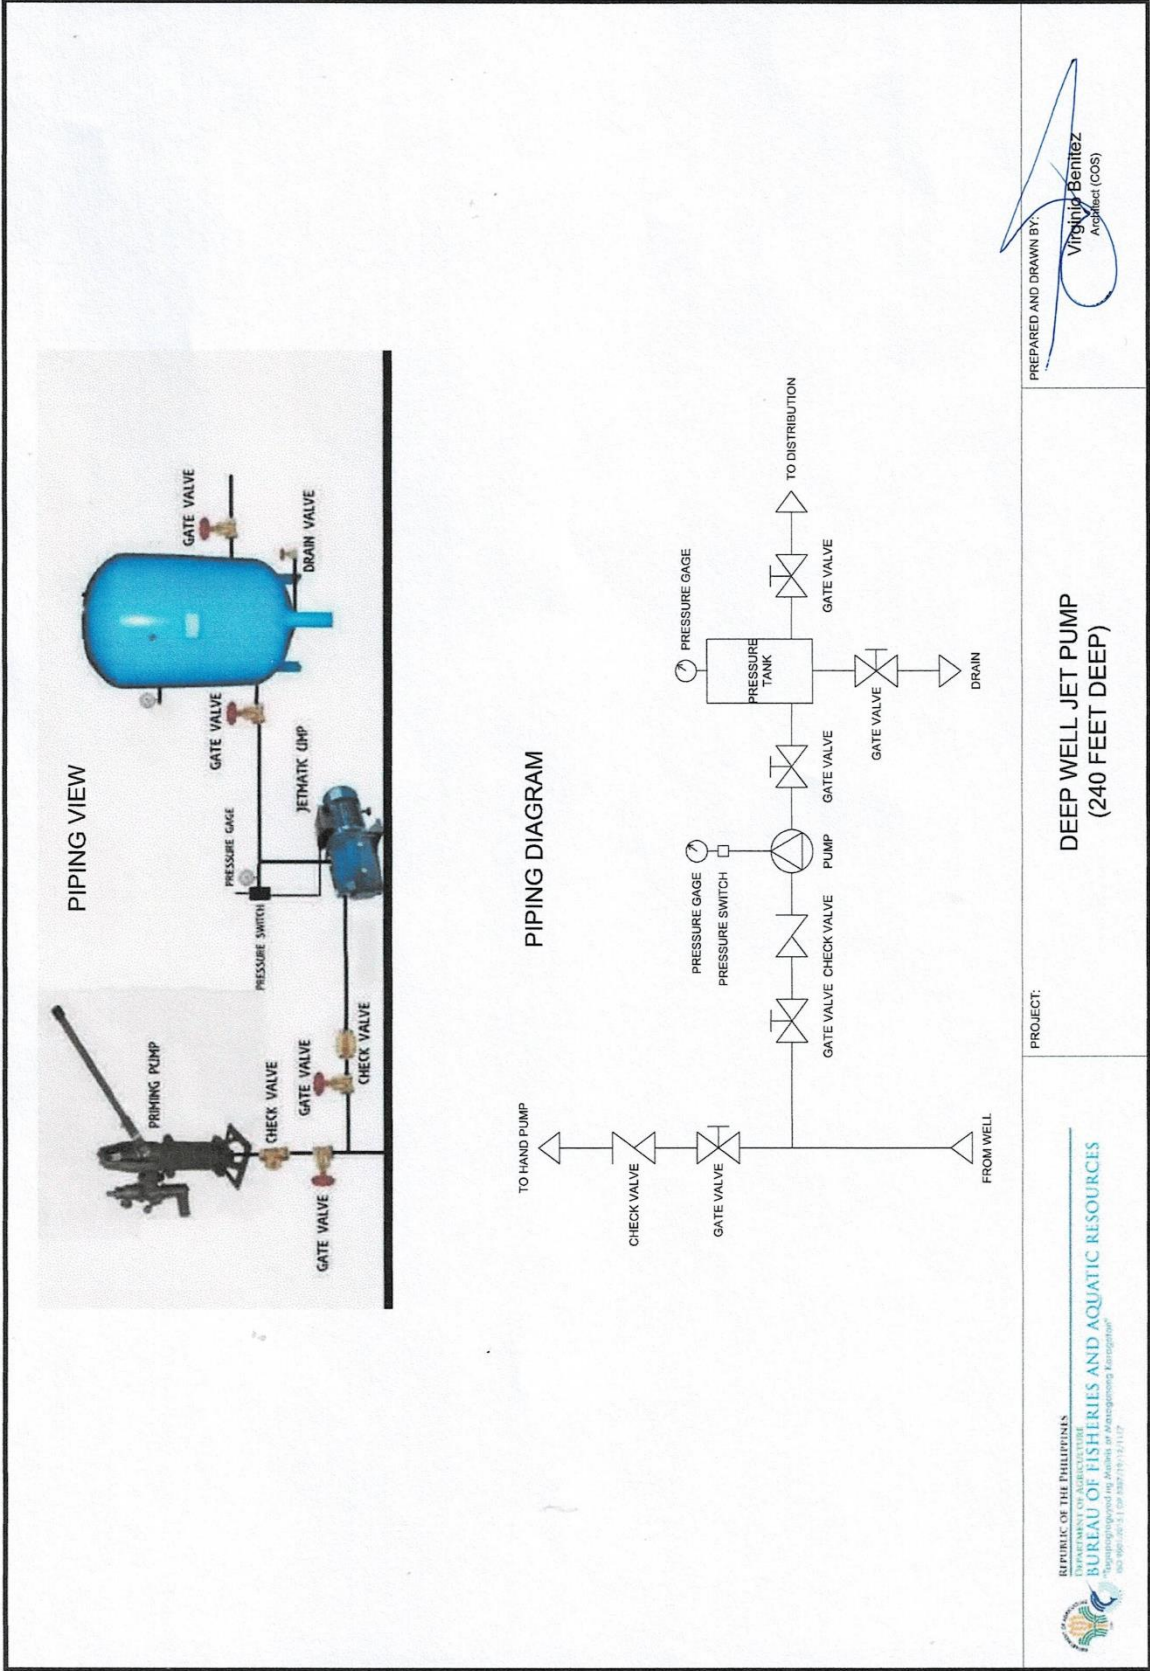 PIPING VIEW
PRIMING PUMP
CHECK VALVE
GATE VALVE
GATE VALVE
CHECK VALVE
PRESSURE SWITCH
PRESSURE GAGE
JETMATIC UMP
GATE VALVE
GATE VALVE
DRAIN VALVE
PIPING DIAGRAM
TO HAND PUMP
CHECK VALVE
GATE VALVE
FROM WELL
GATE VALVE
CHECK VALVE
PRESSURE GAGE
PRESSURE SWITCH
PUMP
GATE VALVE
PRESSURE GAGE
PRESSURE
TANK
GATE VALVE
DRAIN
GATE VALVE
TO DISTRIBUTION
REPUBLIC OF THE PHILIPPINES
DEPARTMENT OF AGRICULTURE
BUREAU OF FISHERIES AND AQUATIC RESOURCES
PROJECT:
DEEP WELL JET PUMP
(240 FEET DEEP)
PREPARED AND DRAWN BY:
Virginio Benitez
Architect (COS)